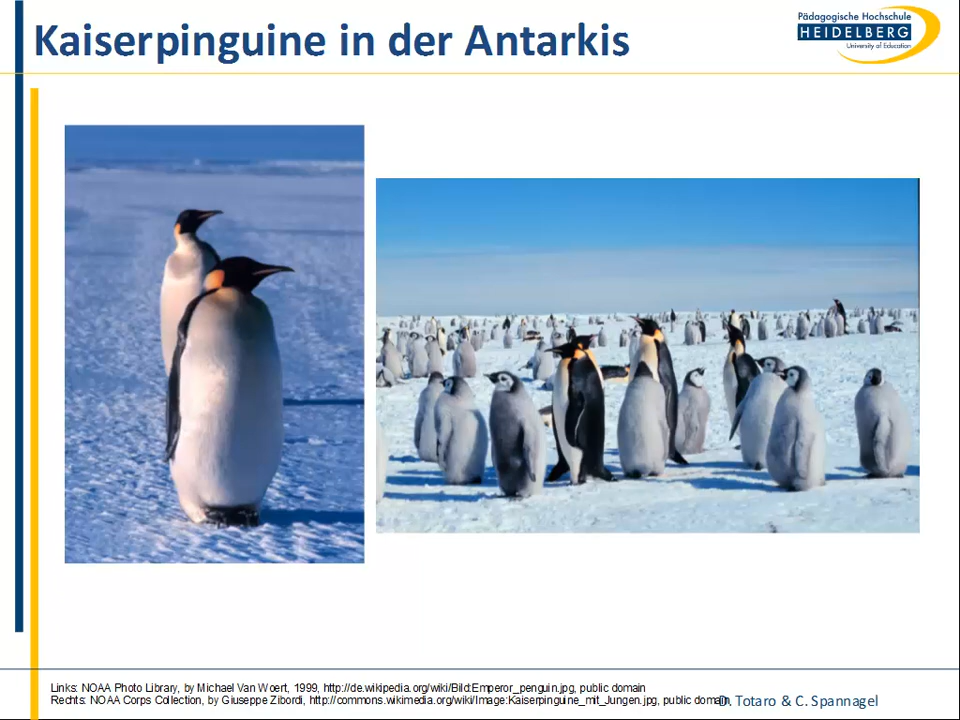 Kaiserpinguine in der Antarkis
Pädagogische Hochschule
HEIDELBERG
University of Education
Links: NOAA Photo Library, by Michael Van Woert, 1999, http://de.wikipedia.org/wiki/Bild:Emperor_penguin.jpg, public domain
Rechts: NOAA Corps Collection, by Giuseppe Zibordi, http://commons.wikimedia.org/wiki/Image:Kaiserpinguine_mit_Jungen.jpg, public domain.
D. Totaro & C. Spannagel